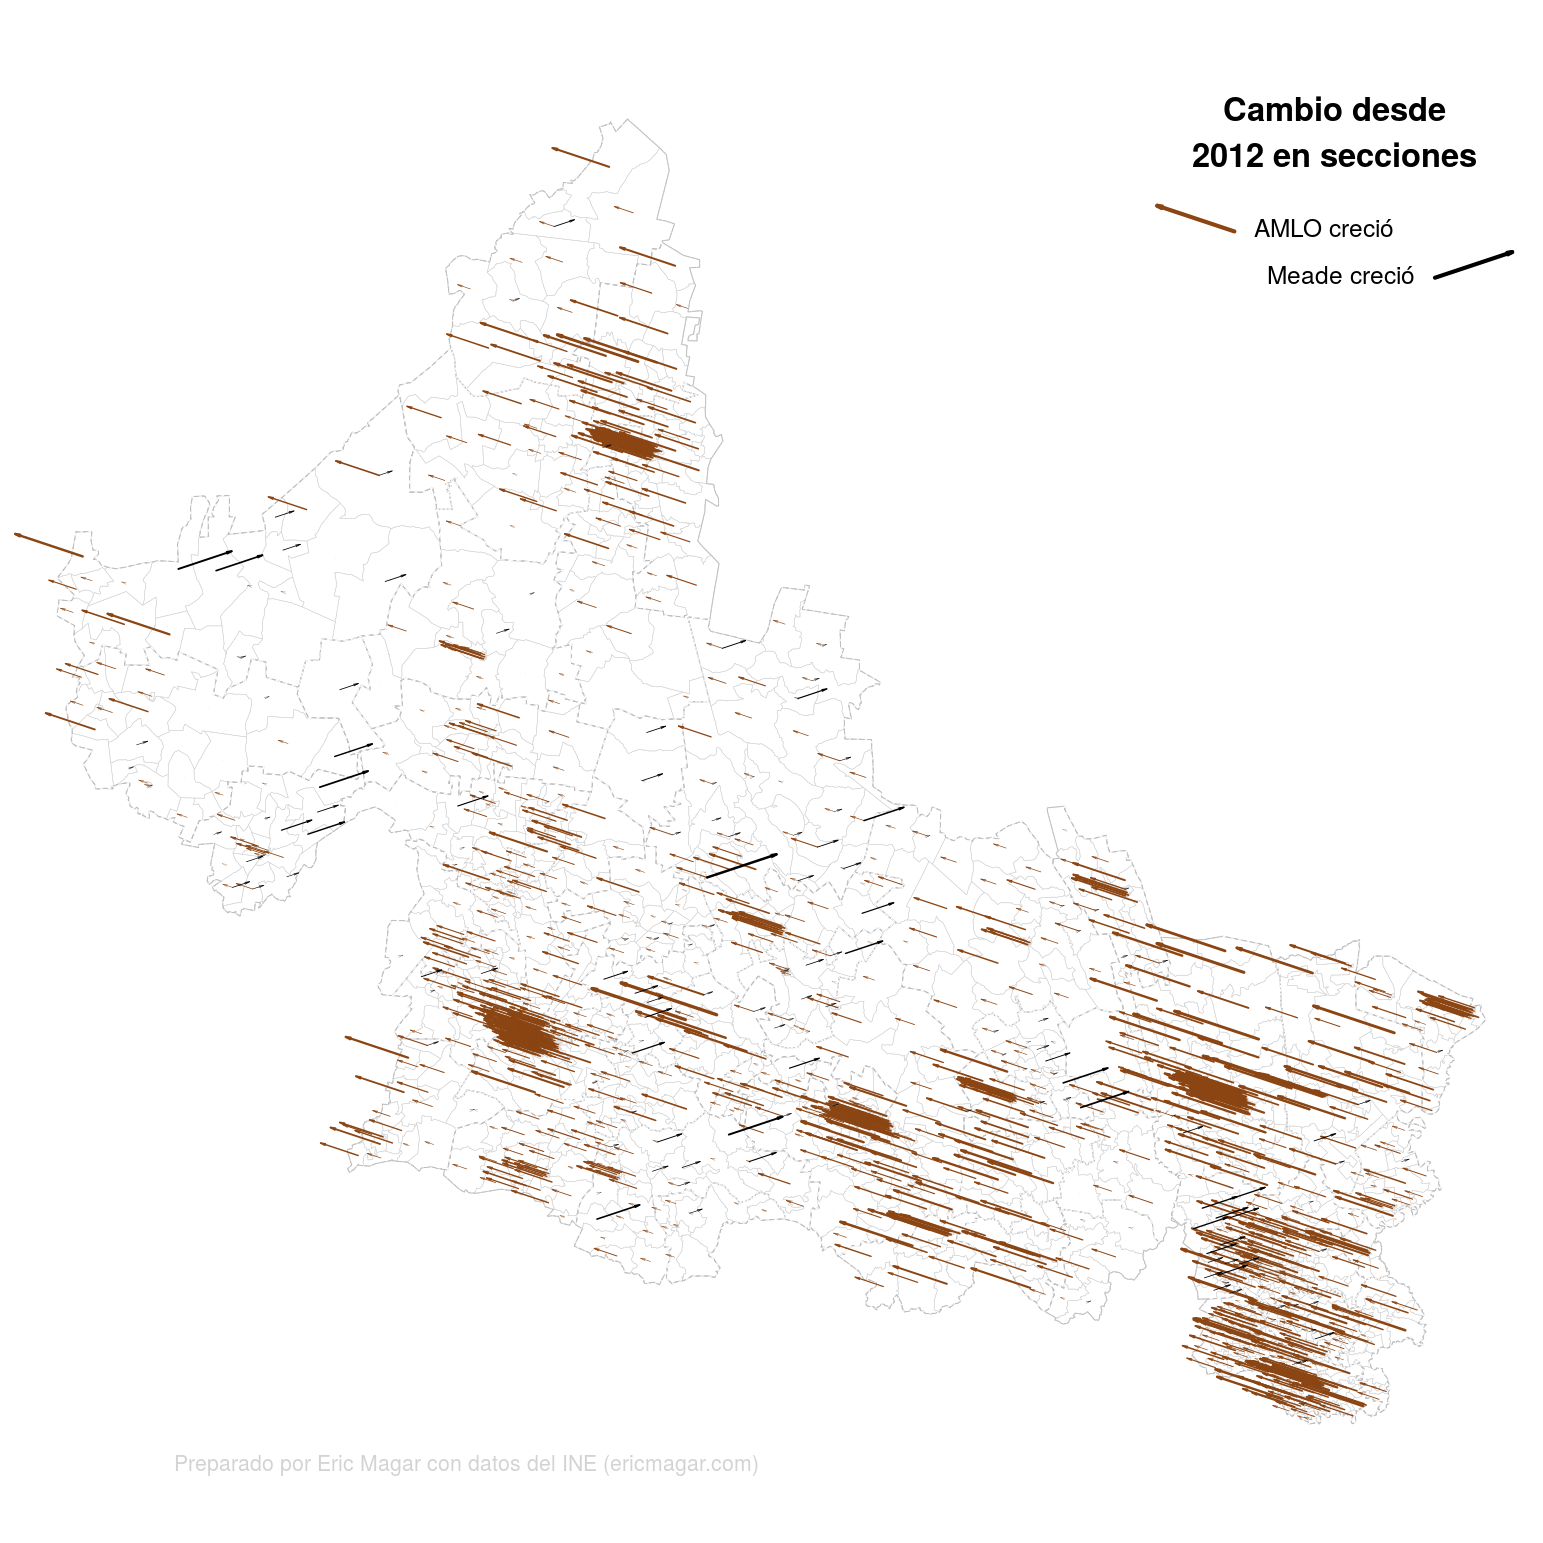 Cambio desde
2012 en secciones
AMLO creció
Meade creció
Preparado por Eric Magar con datos del INE (ericmagar.com)